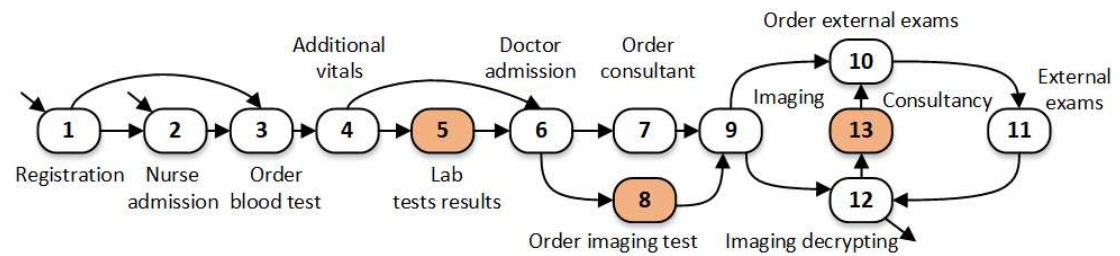 Order external exams
Additional
vitals
Doctor
admission
Order
consultant
10
Imaging
Consultancy
External
exams
1
2
3
4
5
6
7
9
13
11
Registration
Nurse
admission
Order
blood test
Lab
tests results
8
12
Order imaging test
Imaging decrypting